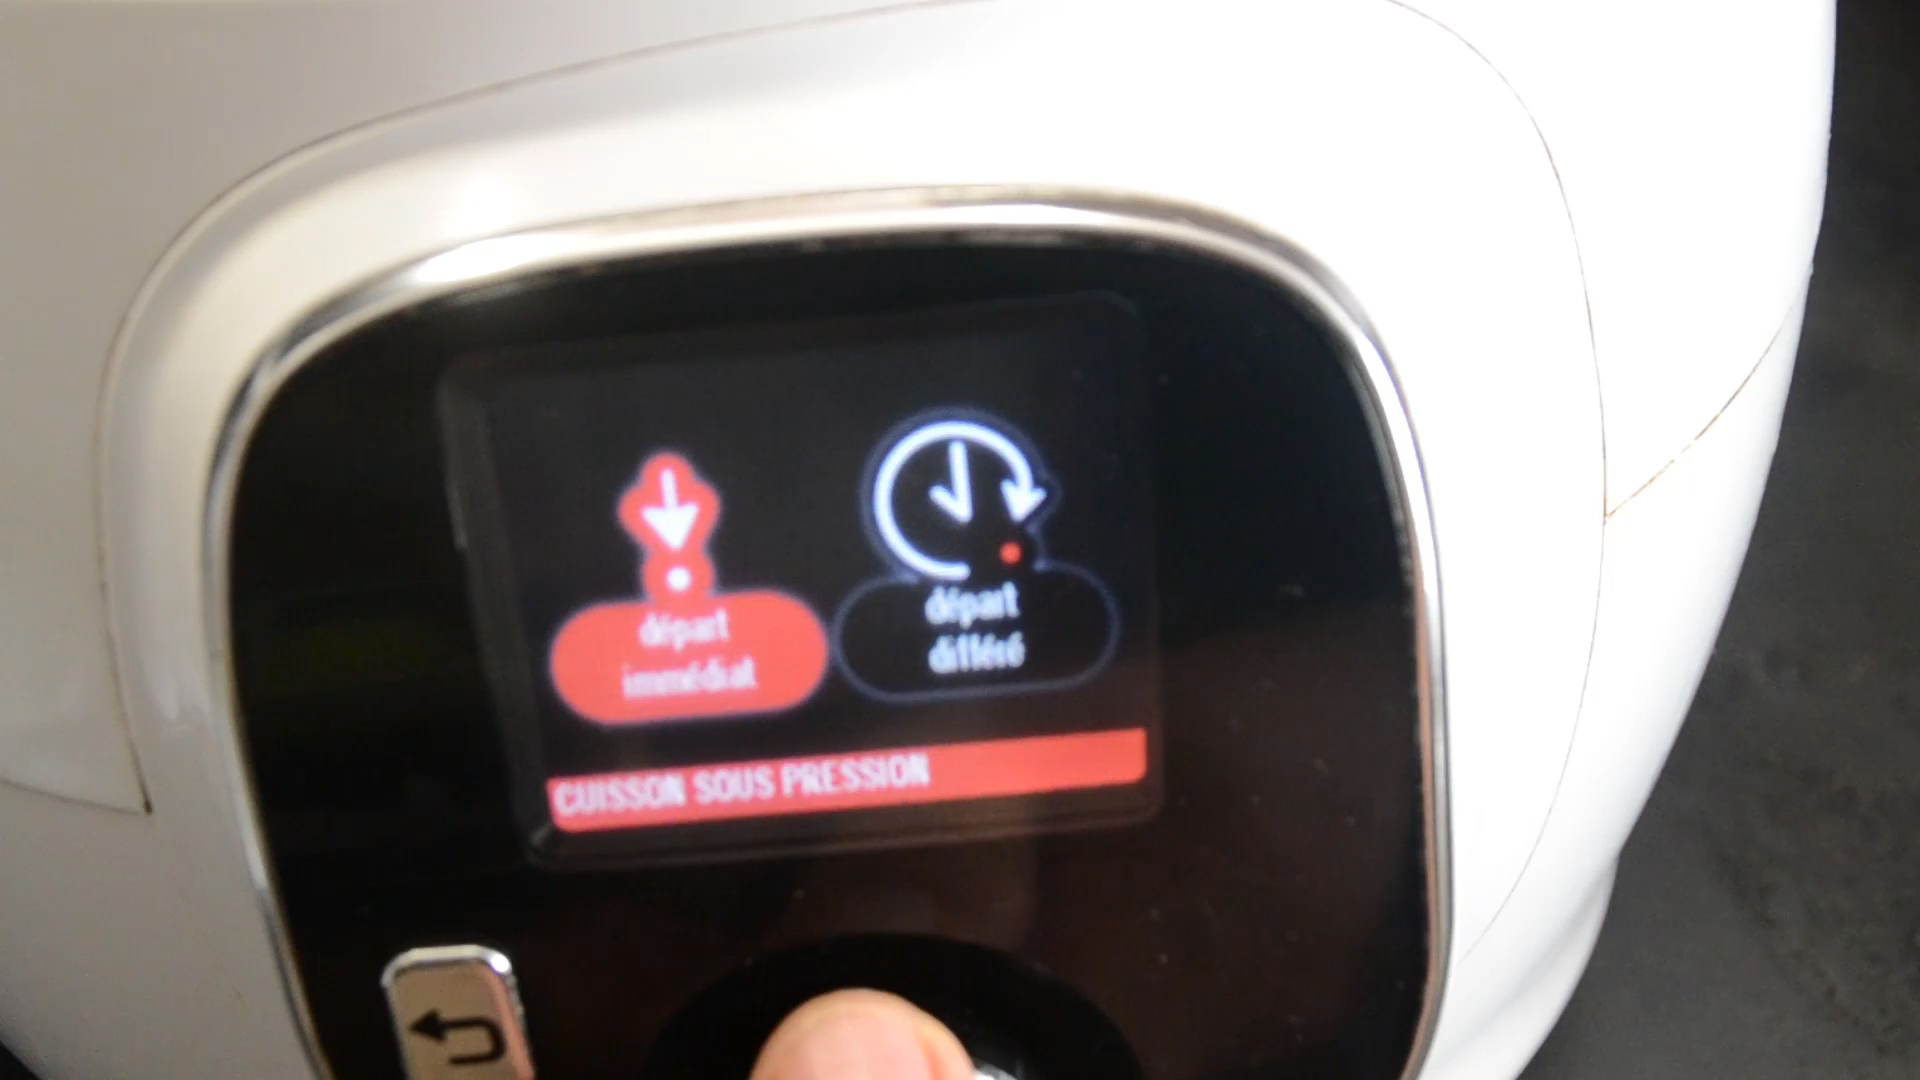 départ
immédiat
départ
différé
CUISSON SOUS PRESSION